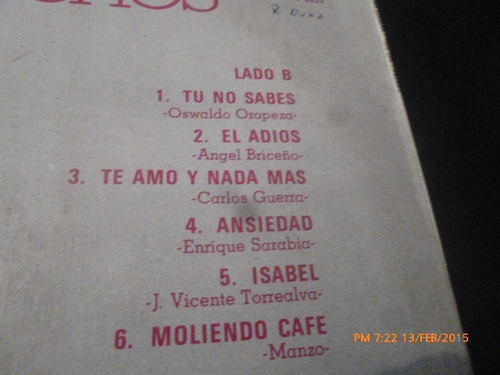 LADO B
1. TU NO SABES
-Oswaldo Oropeza-
2. EL ADIOS
-Angel Briceño-
3. TE AMO Y NADA MAS
-Carlos Guerra-
4. ANSIEDAD
-Enrique Sarabia-
5. ISABEL
-J. Vicente Torrealva-
6. MOLIENDO CAFE
-Manzo-
PM 7:22 13/FEB/2015